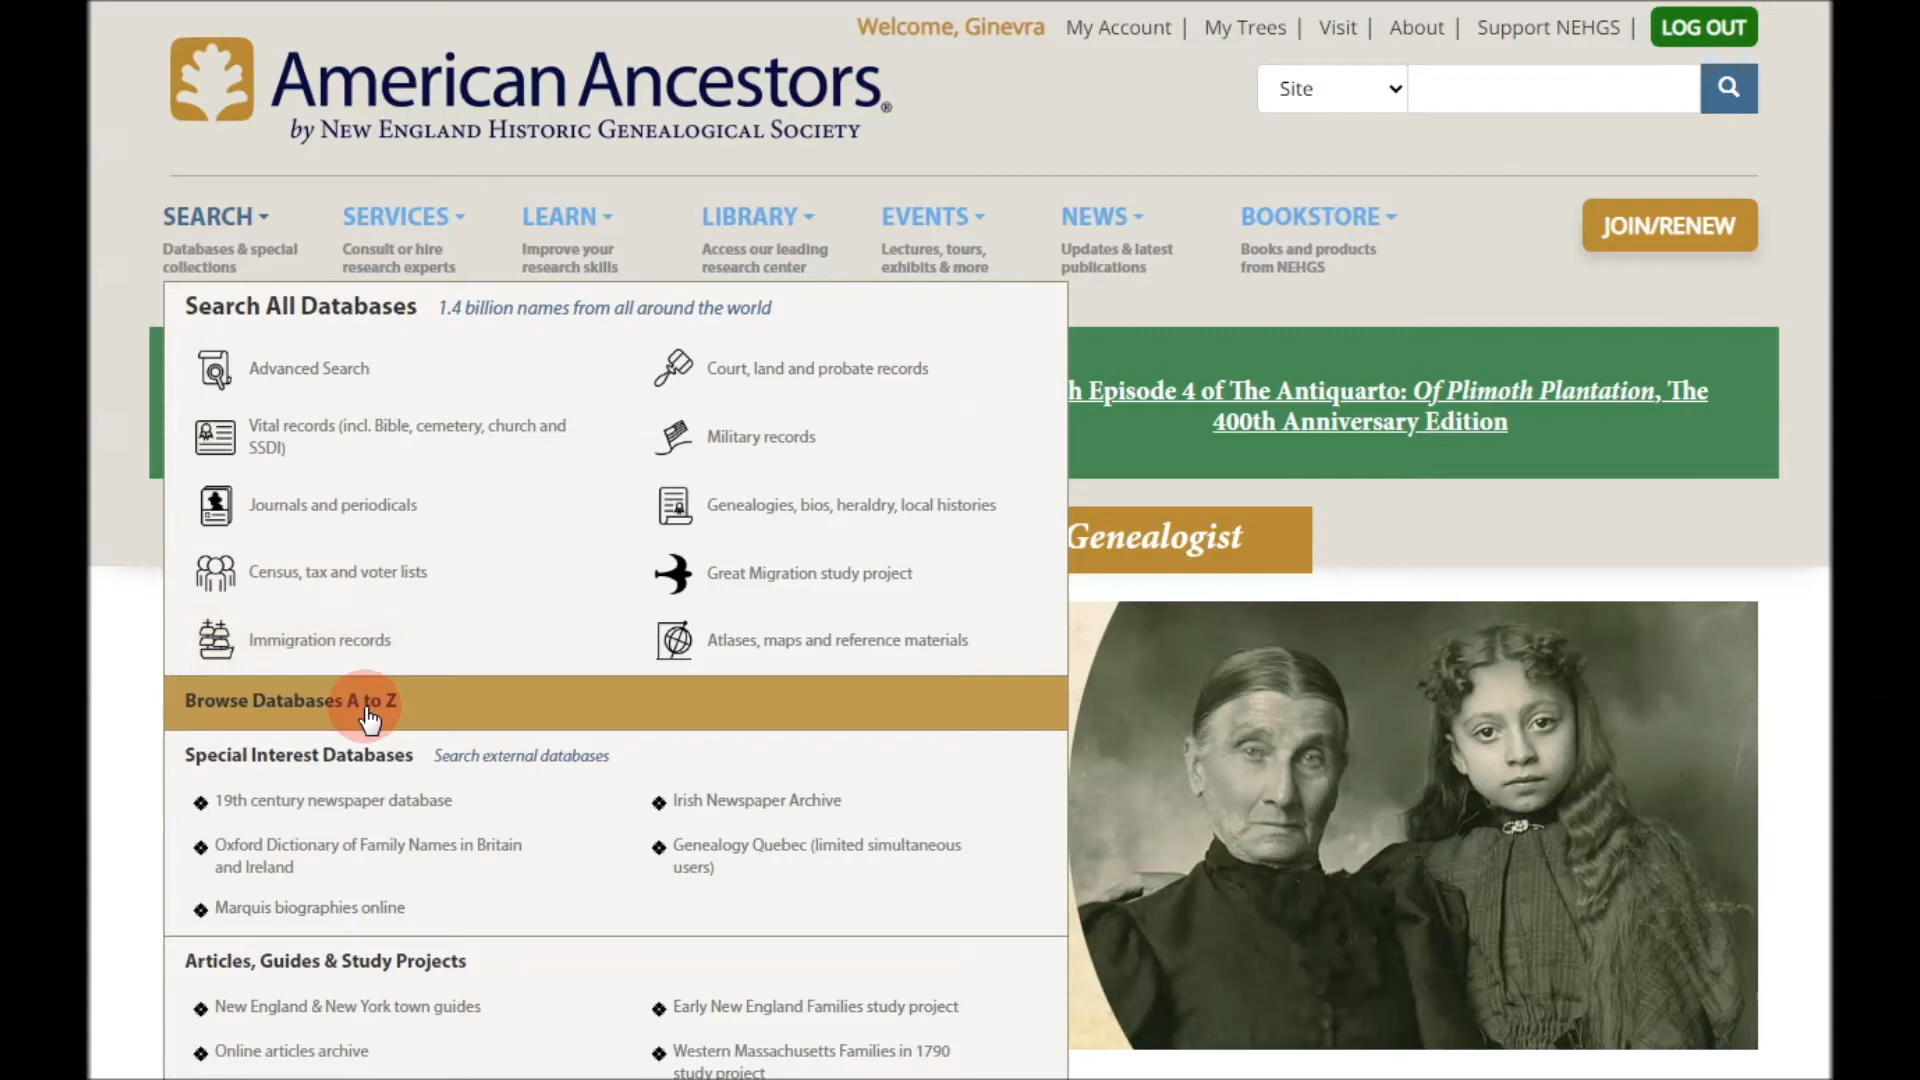 Welcome, Ginevra My Account | My Trees | Visit | About | Support NEHGS | LOG OUT
American Ancestors®
by New England Historic Genealogical Society
Site
SEARCH SERVICES LEARN LIBRARY EVENTS NEWS BOOKSTORE
Databases & special collections
Consult or hire research experts
Improve your research skills
Access our leading research center
Lectures, tours, exhibits & more
Updates & latest publications
Books and products from NEHGS
JOIN/RENEW
Search All Databases 1.4 billion names from all around the world
Advanced Search
Court, land and probate records
Vital records (incl. Bible, cemetery, church and
SSDI)
Military records
Journals and periodicals
Genealogies, bios, heraldry, local histories
Census, tax and voter lists
Great Migration study project
Immigration records
Atlases, maps and reference materials
Browse Databases A to Z
Special Interest Databases Search external databases
19th century newspaper database
Irish Newspaper Archive
Oxford Dictionary of Family Names in Britain
and Ireland
Genealogy Quebec (limited simultaneous
users)
Marquis biographies online
Articles, Guides & Study Projects
New England & New York town guides
Early New England Families study project
Online articles archive
Western Massachusetts Families in 1790
study project
h Episode 4 of The Antiquarto: Of Plimoth Plantation, The
400th Anniversary Edition
Genealogist